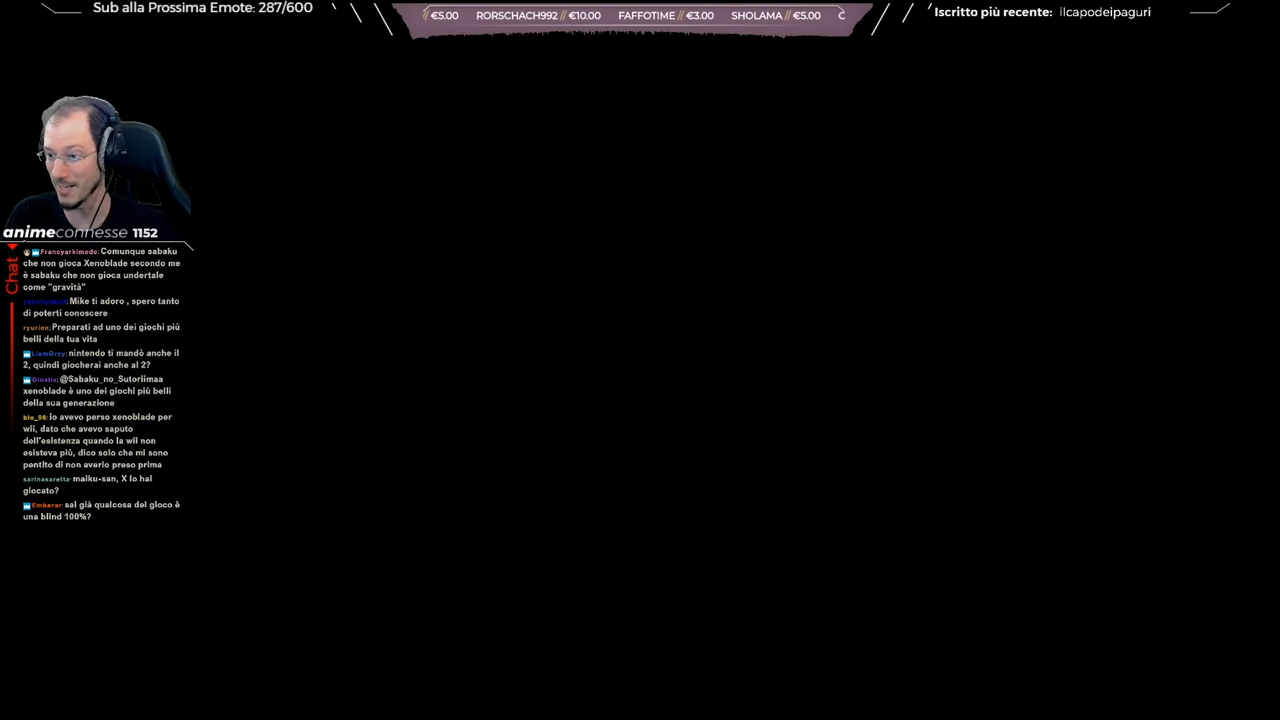 Sub alla Prossima Emote: 287/600
// €5.00 RORSCHACH992 // €10.00 FAFFOTIME // €3.00 SHOLAMA // €5.00
Iscritto più recente: ilcapodeipaguri
animeconnesse 1152
Chat
Francyarkimede: Comunque sabaku
che non gioca Xenoblade secondo me
è sabaku che non gioca undertale
come "gravità"
Mike ti adoro , spero tanto
di poterti conoscere
ryurien: Preparati ad uno dei giochi più
belli della tua vita
LiamGrey: nintendo ti mandò anche il
2, quindi giocherai anche al 2?
Giostix: @Sabaku_no_Sutoriimaa
xenoblade è uno dei giochi più belli
della sua generazione
blo_96: Io avevo perso xenoblade per
wii, dato che avevo saputo
dell'esistenza quando la wii non
esisteva più, dico solo che mi sono
pentito di non averlo preso prima
sarinasaretta: maiku-san, X lo hai
giocato?
Emberar: sai già qualcosa del gioco è
una blind 100%?